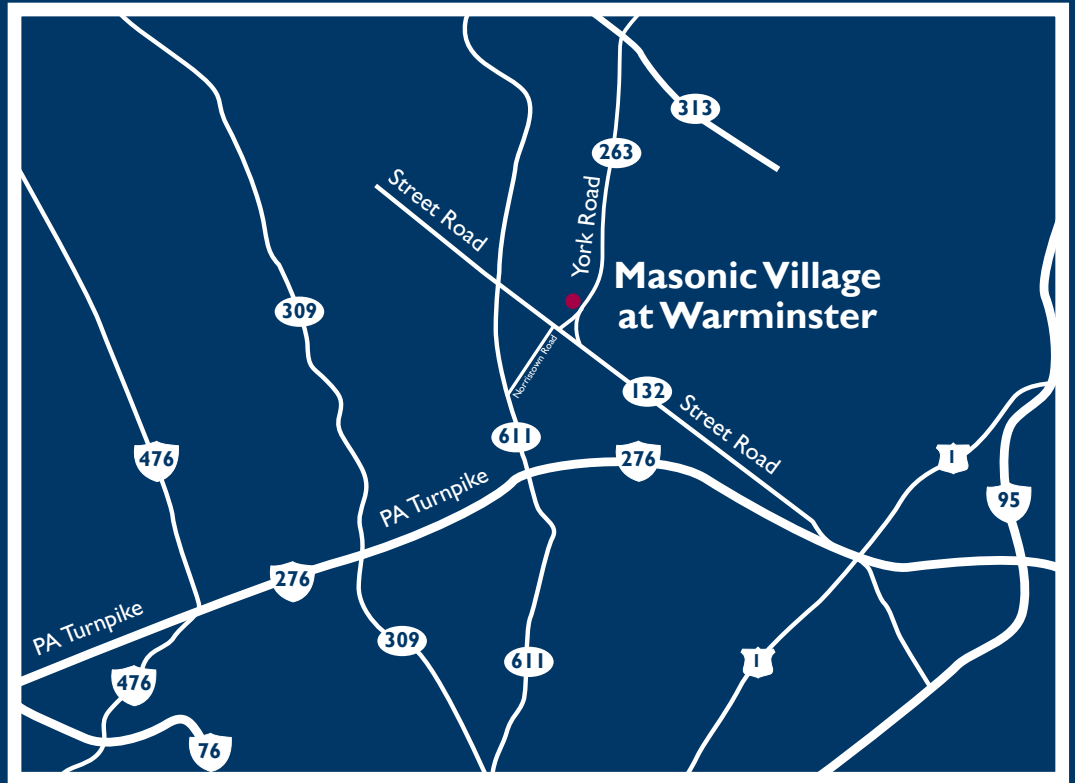 313
263
Street Road
York Road
Masonic Village
at Warminster
309
Norristown Road
132
Street Road
611
476
276
1
PA Turnpike
95
276
PA Turnpike
309
611
1
476
76